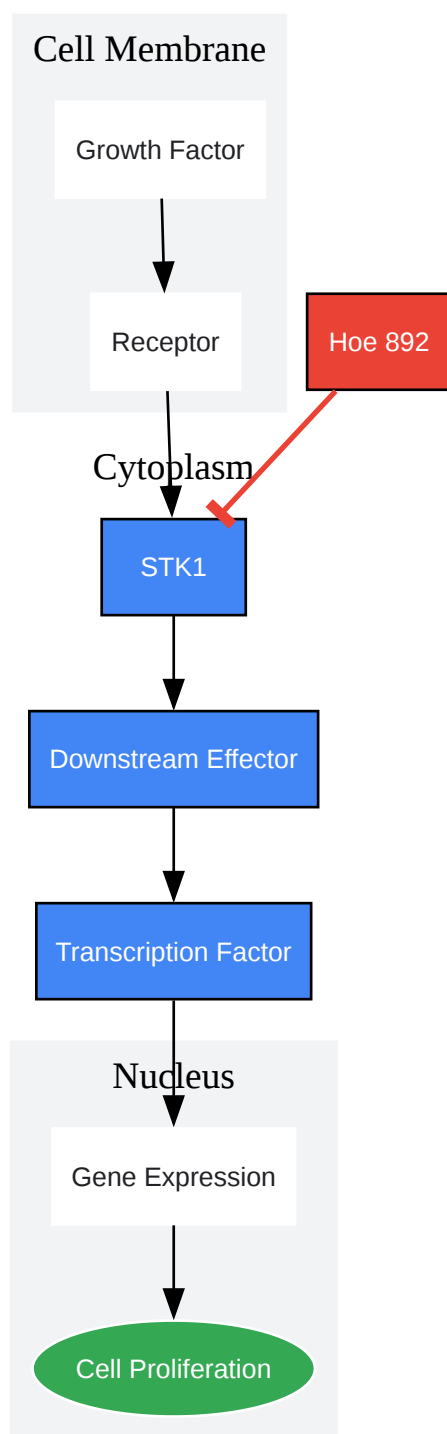 Cell Membrane
Growth Factor
Receptor
Hoe 892
Cytoplasm
STK1
Downstream Effector
Transcription Factor
Nucleus
Gene Expression
Cell Proliferation